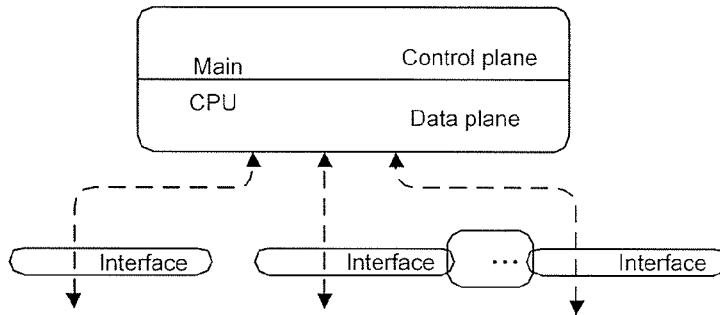 Main
Control plane
CPU
Data plane
Interface
Interface
...
Interface